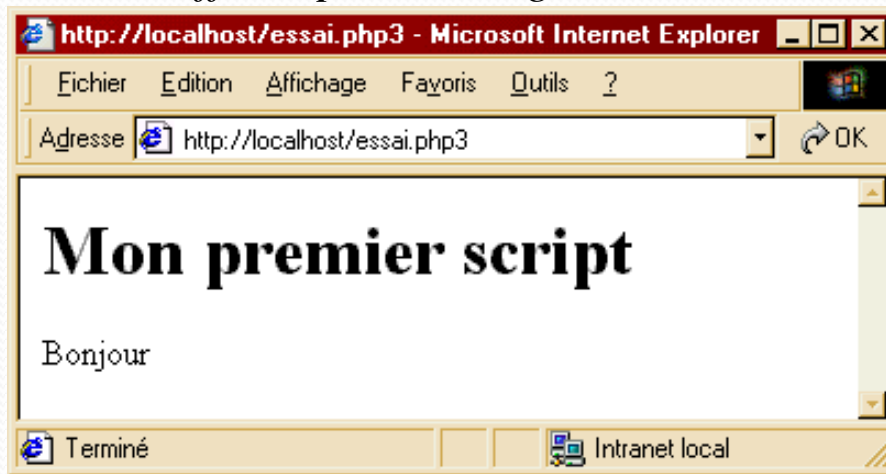 http://localhost/essai.php3 - Microsoft Internet Explorer
Fichier Edition Affichage Favoris Outils ?
Adresse http://localhost/essai.php3 OK
Mon premier script
Bonjour
Terminé Intranet local